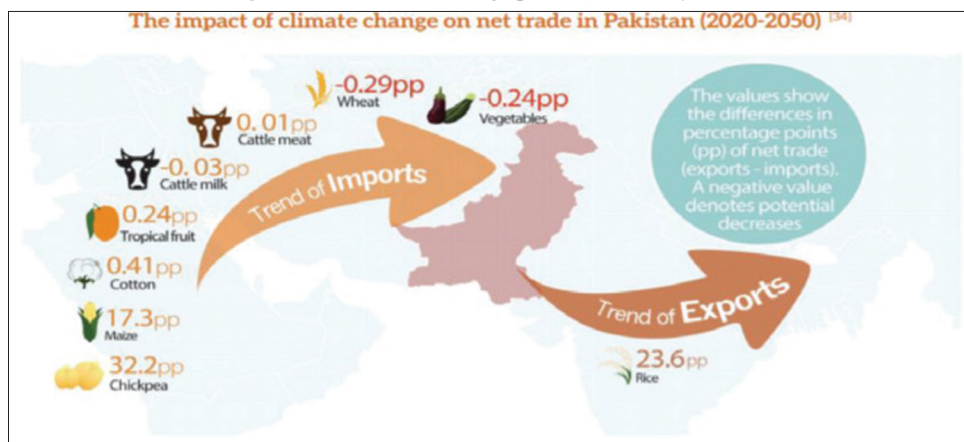 The impact of climate change on net trade in Pakistan (2020-2050) [34]
-0.29pp
Wheat
-0.24pp
Vegetables
0. 01pp
Cattle meat
-0. 03pp
Cattle milk
0.24pp
Tropical fruit
0.41pp
Cotton
17.3pp
Maize
32.2pp
Chickpea
Trend of Imports
The values show
the differences in
percentage points
(pp) of net trade
(exports - imports).
A negative value
denotes potential
decreases
Trend of Exports
23.6pp
Rice